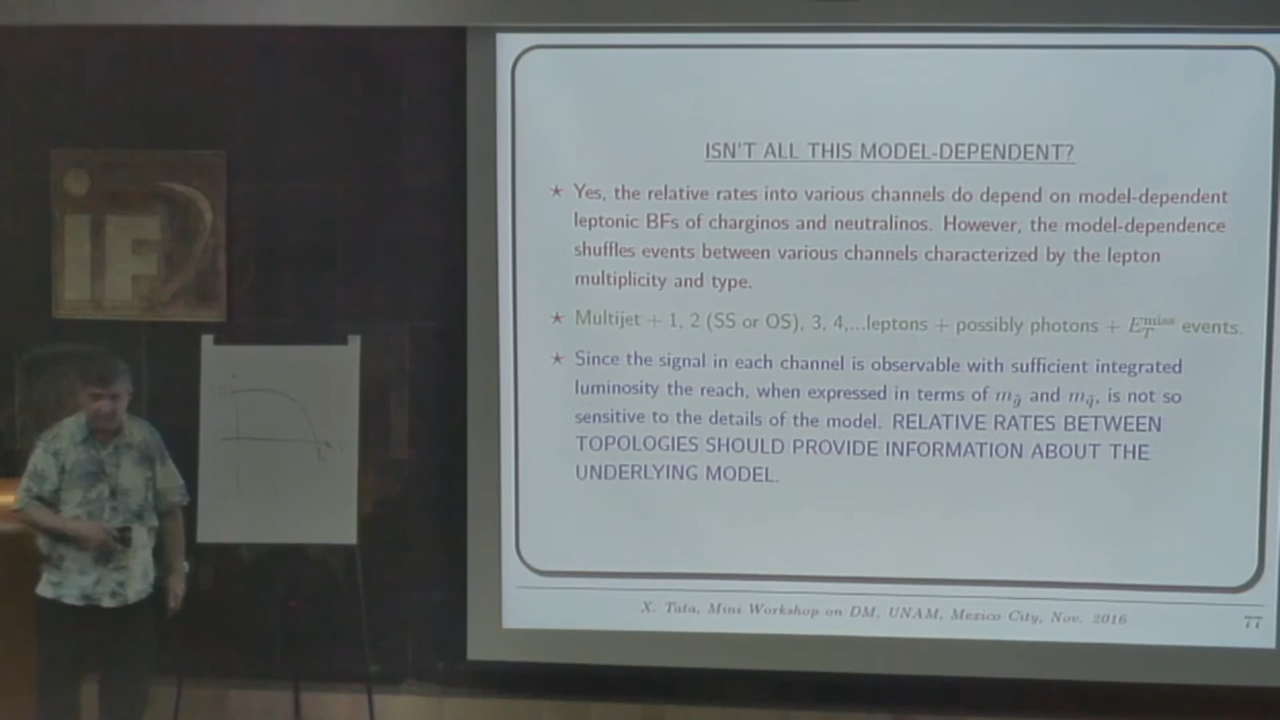 iF
ISN'T ALL THIS MODEL-DEPENDENT?
★ Yes, the relative rates into various channels do depend on model-dependent
leptonic BFs of charginos and neutralinos. However, the model-dependence
shuffles events between various channels characterized by the lepton
multiplicity and type.
★ Multijet + 1, 2 (SS or OS), 3, 4,...leptons + possibly photons + E_T^miss events.
★ Since the signal in each channel is observable with sufficient integrated
luminosity the reach, when expressed in terms of m_g̃ and m_q̃, is not so
sensitive to the details of the model. RELATIVE RATES BETWEEN
TOPOLOGIES SHOULD PROVIDE INFORMATION ABOUT THE
UNDERLYING MODEL.
X. Tata, Mini Workshop on DM, UNAM, Mexico City, Nov. 2016
77